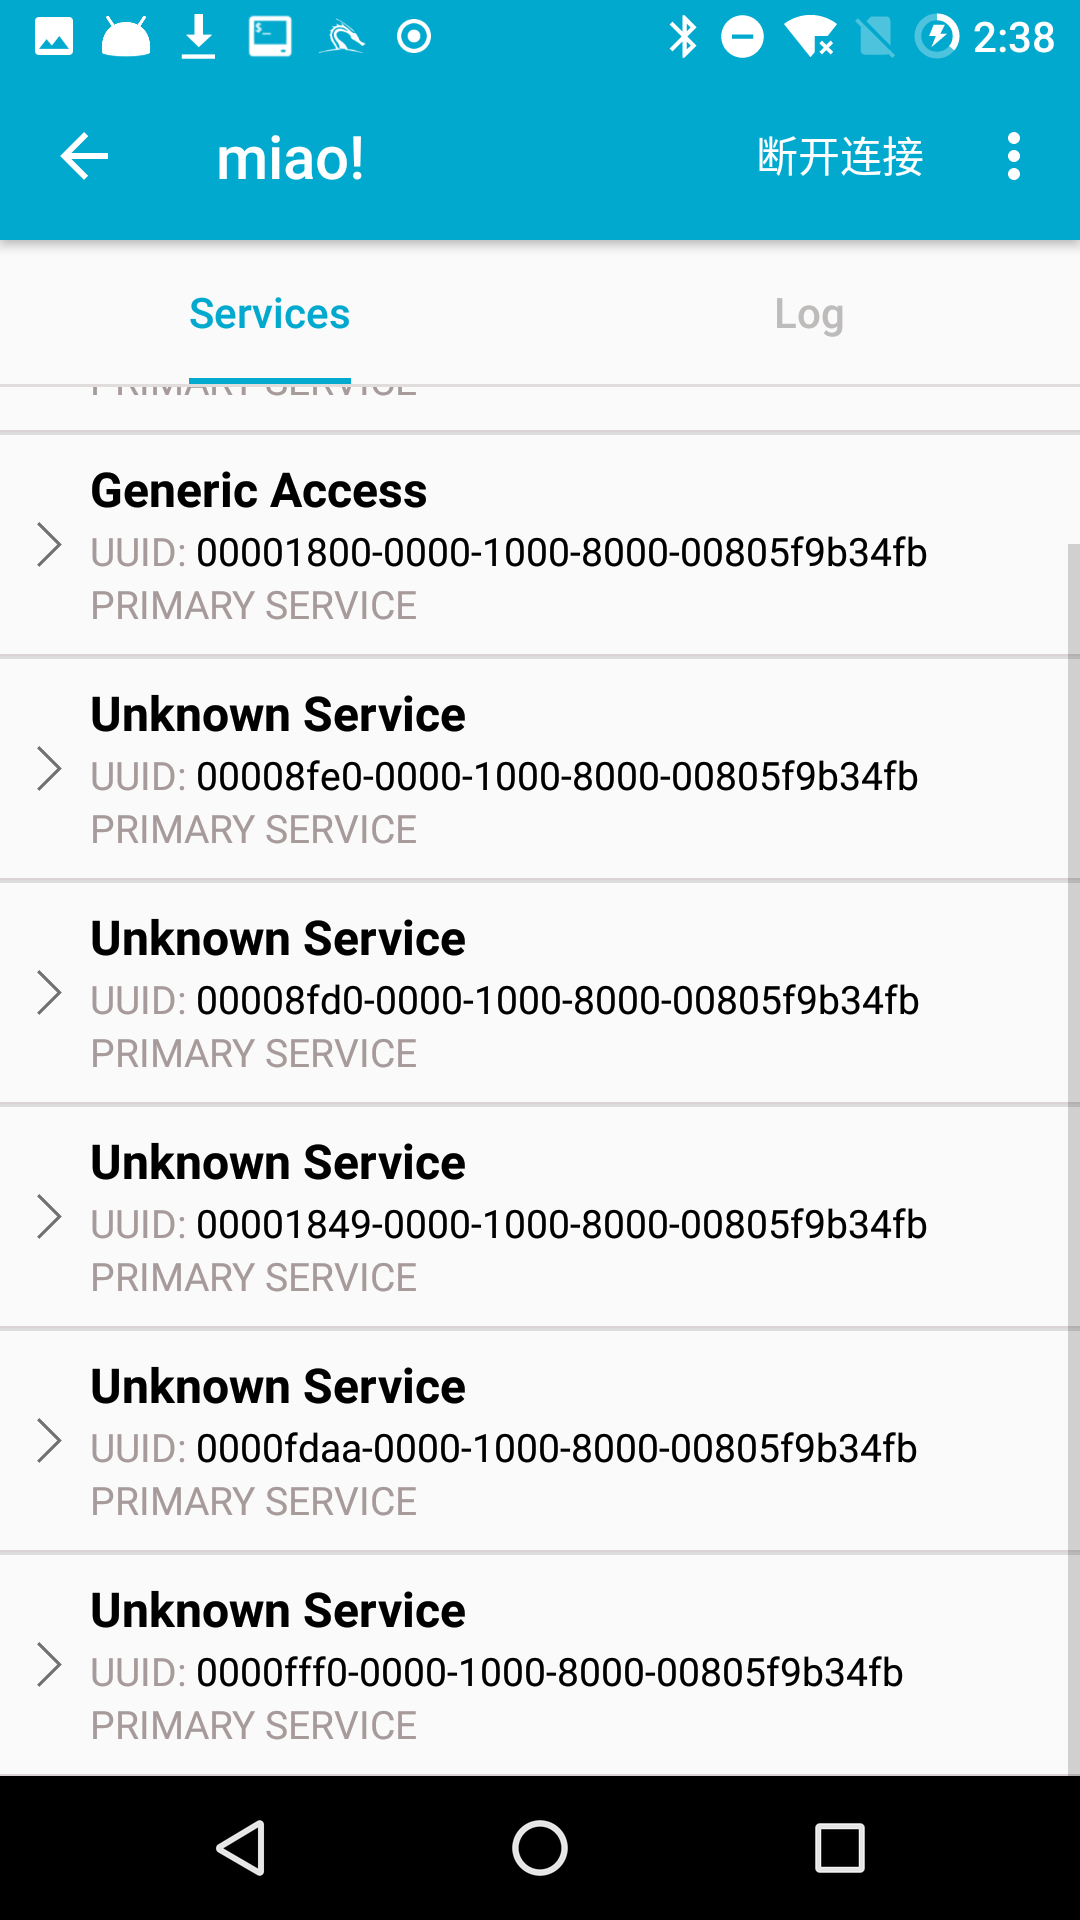 2:38
miao!
断开连接
Services
Log
PRIMARY SERVICE
Generic Access
UUID: 00001800-0000-1000-8000-00805f9b34fb
PRIMARY SERVICE
Unknown Service
UUID: 00008fe0-0000-1000-8000-00805f9b34fb
PRIMARY SERVICE
Unknown Service
UUID: 00008fd0-0000-1000-8000-00805f9b34fb
PRIMARY SERVICE
Unknown Service
UUID: 00001849-0000-1000-8000-00805f9b34fb
PRIMARY SERVICE
Unknown Service
UUID: 0000fdaa-0000-1000-8000-00805f9b34fb
PRIMARY SERVICE
Unknown Service
UUID: 0000fff0-0000-1000-8000-00805f9b34fb
PRIMARY SERVICE